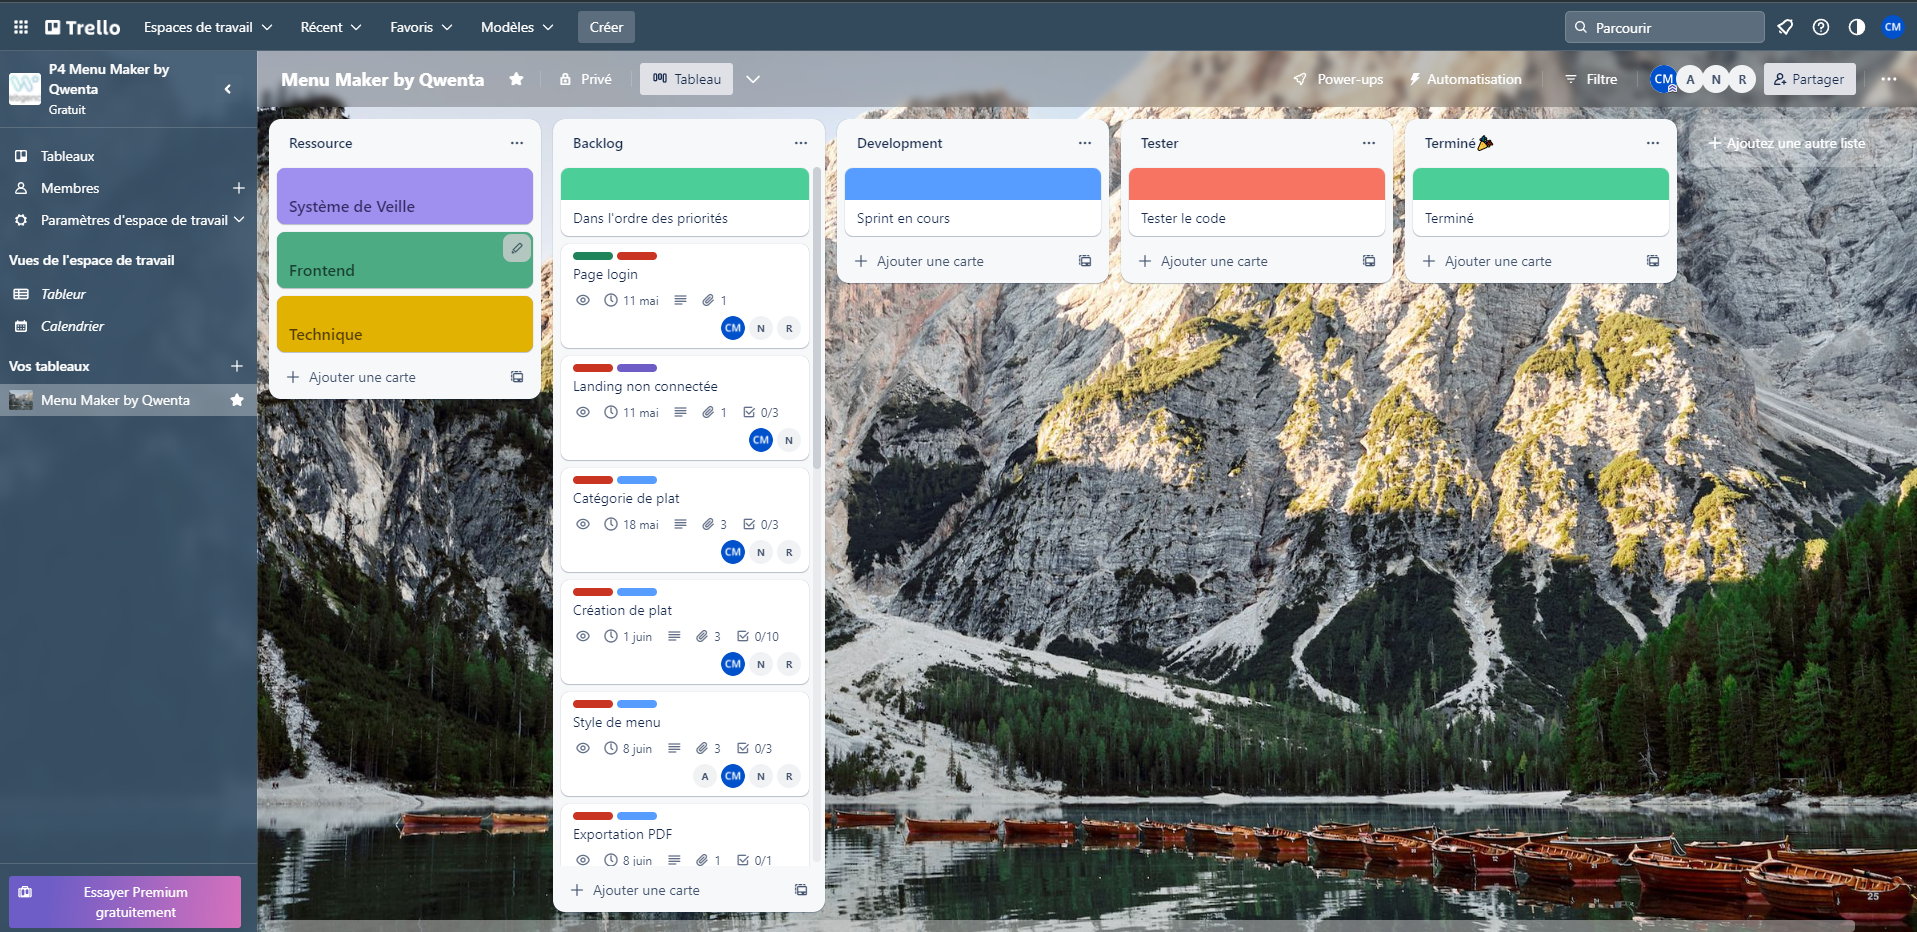 Trello
Espaces de travail
Récent
Favoris
Modèles
Créer
Parcourir
CM
P4 Menu Maker by
Qwenta
Gratuit
Menu Maker by Qwenta
Privé
Tableau
Power-ups
Automatisation
Filtre
CM
A
N
R
Partager
Tableaux
Membres
Paramètres d'espace de travail
Vues de l'espace de travail
Tableur
Calendrier
Vos tableaux
Menu Maker by Qwenta
Essayer Premium
gratuitement
Ressource
Système de Veille
Frontend
Technique
Ajouter une carte
Backlog
Dans l'ordre des priorités
Page login
11 mai 1
CM N R
Landing non connectée
11 mai 1 0/3
CM N
Catégorie de plat
18 mai 3 0/3
CM N R
Création de plat
1 juin 3 0/10
CM N R
Style de menu
8 juin 3 0/3
A CM N R
Exportation PDF
8 juin 1 0/1
Ajouter une carte
Development
Sprint en cours
Ajouter une carte
Tester
Tester le code
Ajouter une carte
Terminé🎉
Terminé
Ajouter une carte
Ajoutez une autre liste
25